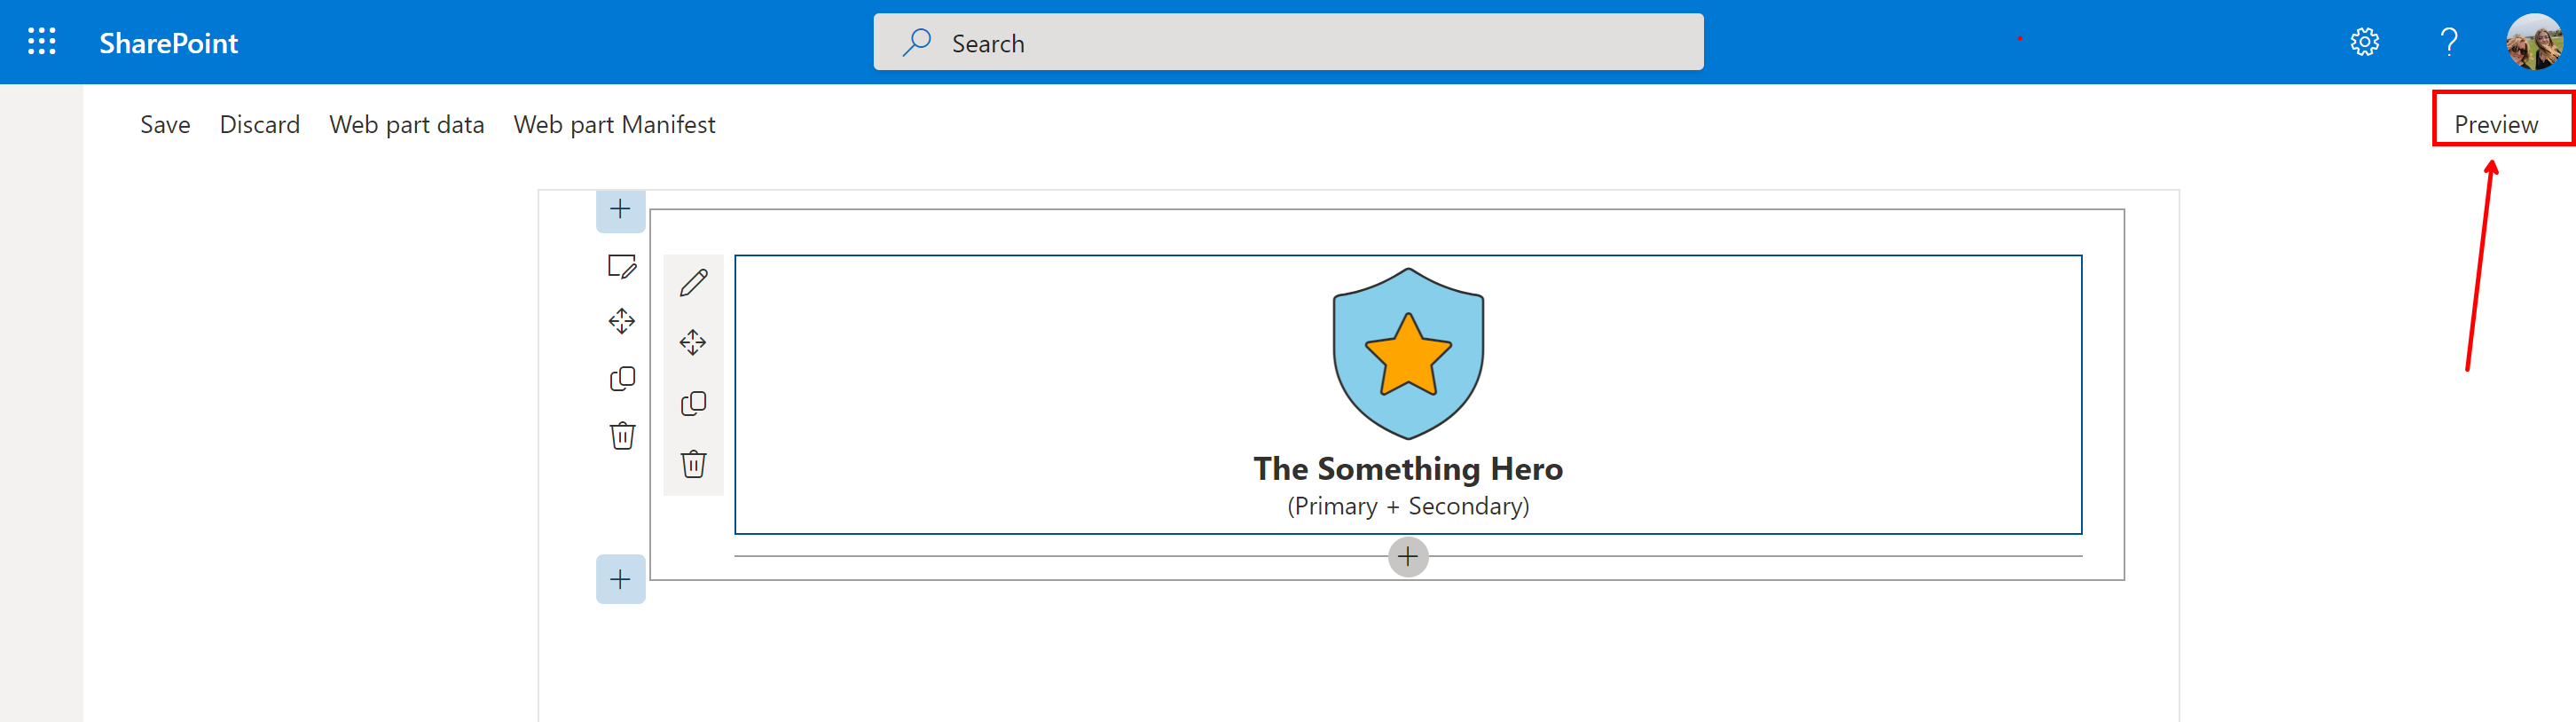 SharePoint
Search
Save Discard Web part data Web part Manifest
Preview
The Something Hero
(Primary + Secondary)